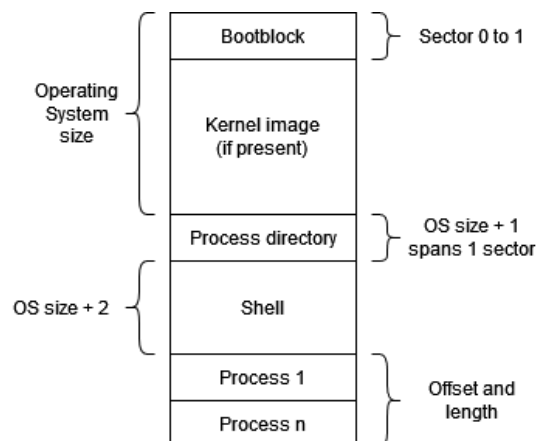 Bootblock
Sector 0 to 1
Operating
System
size
Kernel image
(if present)
Process directory
OS size + 1
spans 1 sector
OS size + 2
Shell
Process 1
Offset and
length
Process n